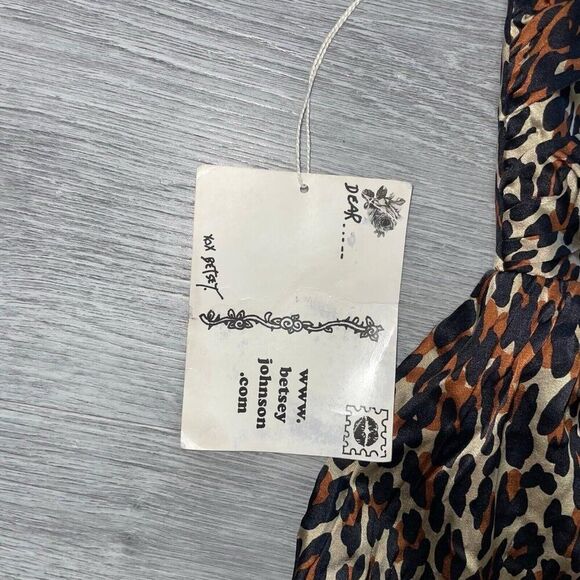 DEAR.....
xox BETSEY.
www.
betsey
johnson
.com